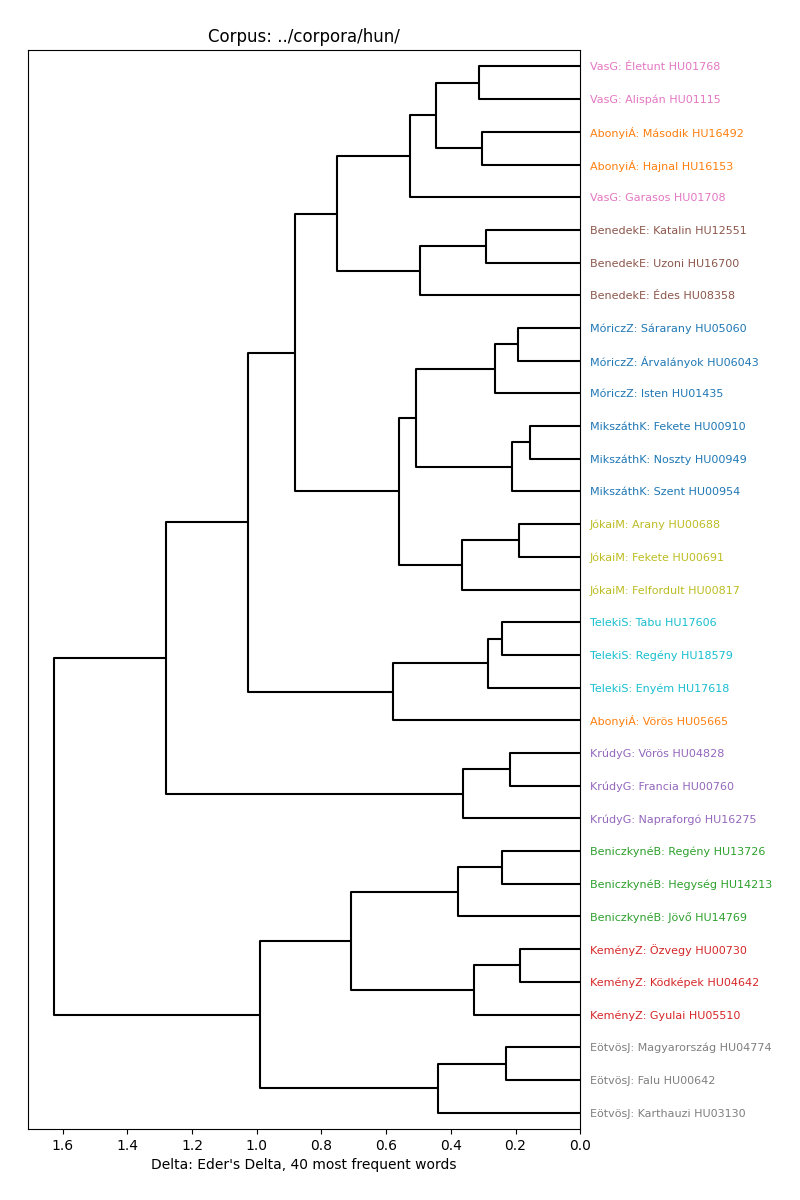 Corpus: ../corpora/hun/
VasG: Életunt HU01768
VasG: Alispán HU01115
AbonyiÁ: Második HU16492
AbonyiÁ: Hajnal HU16153
VasG: Garasos HU01708
BenedekE: Katalin HU12551
BenedekE: Uzoni HU16700
BenedekE: Édes HU08358
MóriczZ: Sárarany HU05060
MóriczZ: Árvalányok HU06043
MóriczZ: Isten HU01435
MikszáthK: Fekete HU00910
MikszáthK: Noszty HU00949
MikszáthK: Szent HU00954
JókaiM: Arany HU00688
JókaiM: Fekete HU00691
JókaiM: Felfordult HU00817
TelekiS: Tabu HU17606
TelekiS: Regény HU18579
TelekiS: Enyém HU17618
AbonyiÁ: Vörös HU05665
KrúdyG: Vörös HU04828
KrúdyG: Francia HU00760
KrúdyG: Napraforgó HU16275
BeniczkynéB: Regény HU13726
BeniczkynéB: Hegység HU14213
BeniczkynéB: Jövő HU14769
KeményZ: Özvegy HU00730
KeményZ: Ködképek HU04642
KeményZ: Gyulai HU05510
EötvösJ: Magyarország HU04774
EötvösJ: Falu HU00642
EötvösJ: Karthauzi HU03130
1.6 1.4 1.2 1.0 0.8 0.6 0.4 0.2 0.0
Delta: Eder's Delta, 40 most frequent words